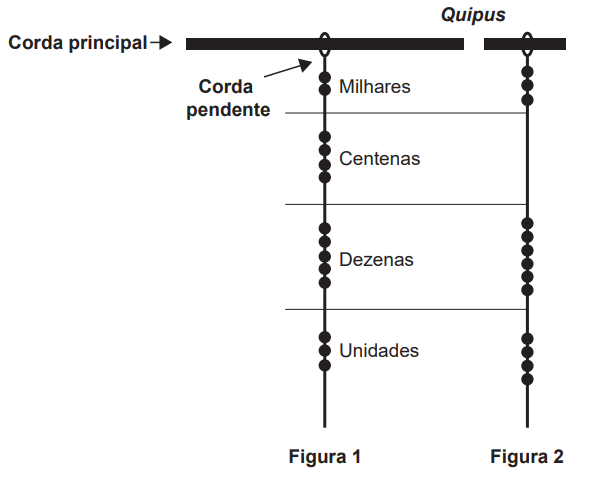 Quipus
Corda principal
Corda
pendente
Milhares
Centenas
Dezenas
Unidades
Figura 1
Figura 2